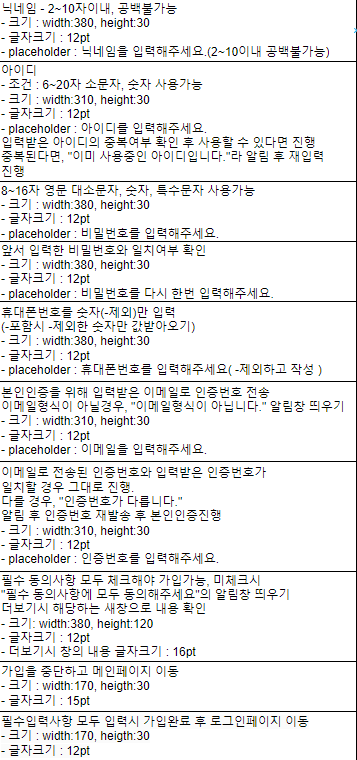 닉네임 - 2~10자이내, 공백불가능
- 크기 : width:380, height:30
- 글자크기 : 12pt
- placeholder : 닉네임을 입력해주세요.(2~10이내 공백불가능)
아이디
- 조건 : 6~20자 소문자, 숫자 사용가능
- 크기 : width:310, height:30
- 글자크기 : 12pt
- placeholder : 아이디를 입력해주세요.
입력받은 아이디의 중복여부 확인 후 사용할 수 있다면 진행
중복된다면, "이미 사용중인 아이디입니다."라 알림 후 재입력
진행
8~16자 영문 대소문자, 숫자, 특수문자 사용가능
- 크기 : width:380, height:30
- 글자크기 : 12pt
- placeholder : 비밀번호를 입력해주세요.
앞서 입력한 비밀번호와 일치여부 확인
- 크기 : width:380, height:30
- 글자크기 : 12pt
- placeholder : 비밀번호를 다시 한번 입력해주세요.
휴대폰번호를 숫자(-제외)만 입력
(-포함시 -제외한 숫자만 값받아오기)
- 크기 : width:380, height:30
- 글자크기 : 12pt
- placeholder : 휴대폰번호를 입력해주세요( -제외하고 작성 )
본인인증을 위해 입력받은 이메일로 인증번호 전송
이메일형식이 아닐경우, "이메일형식이 아닙니다." 알림창 띄우기
- 크기 : width:310, height:30
- 글자크기 : 12pt
- placeholder : 이메일을 입력해주세요.
이메일로 전송된 인증번호와 입력받은 인증번호가
일치할 경우 그대로 진행.
다를 경우, "인증번호가 다릅니다."
알림 후 인증번호 재발송 후 본인인증진행
- 크기 : width:310, height:30
- 글자크기 : 12pt
- placeholder : 인증번호를 입력해주세요.
필수 동의사항 모두 체크해야 가입가능, 미체크시
"필수 동의사항에 모두 동의해주세요"의 알림창 띄우기
더보기시 해당하는 새창으로 내용 확인
- 크기: width:380, height:120
- 글자크기 : 12pt
- 더보기시 창의 내용 글자크기 : 16pt
가입을 중단하고 메인페이지 이동
- 크기 : width:170, heigth:30
- 글자크기 : 15pt
필수입력사항 모두 입력시 가입완료 후 로그인페이지 이동
- 크기 : width:170, heigth:30
- 글자크기 : 12pt